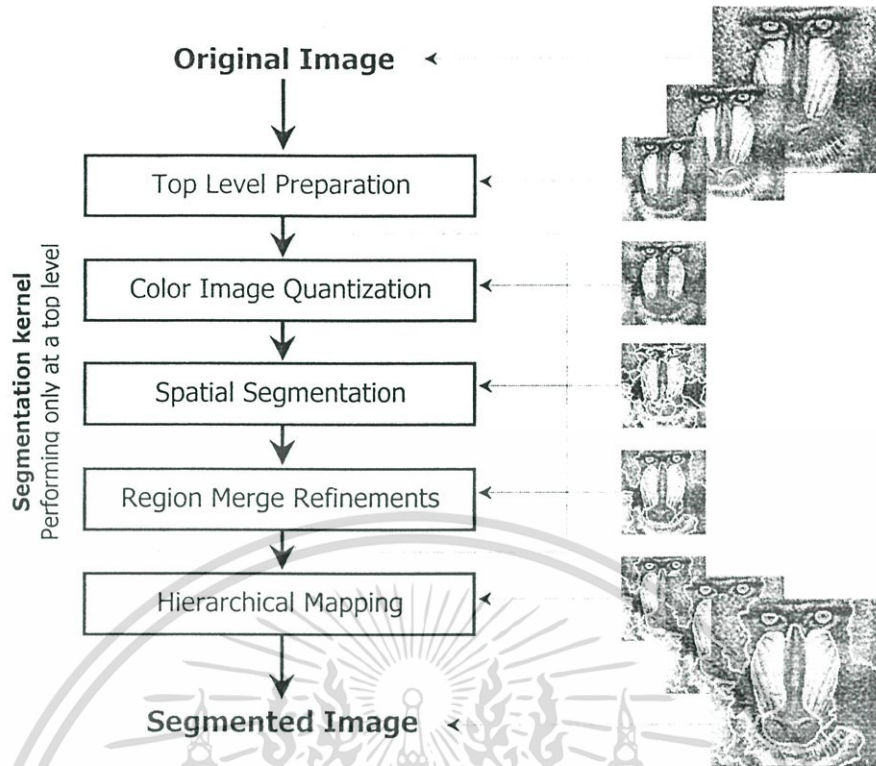 Original Image
Top Level Preparation
Color Image Quantization
Spatial Segmentation
Region Merge Refinements
Hierarchical Mapping
Segmented Image
Segmentation kernel
Performing only at a top level